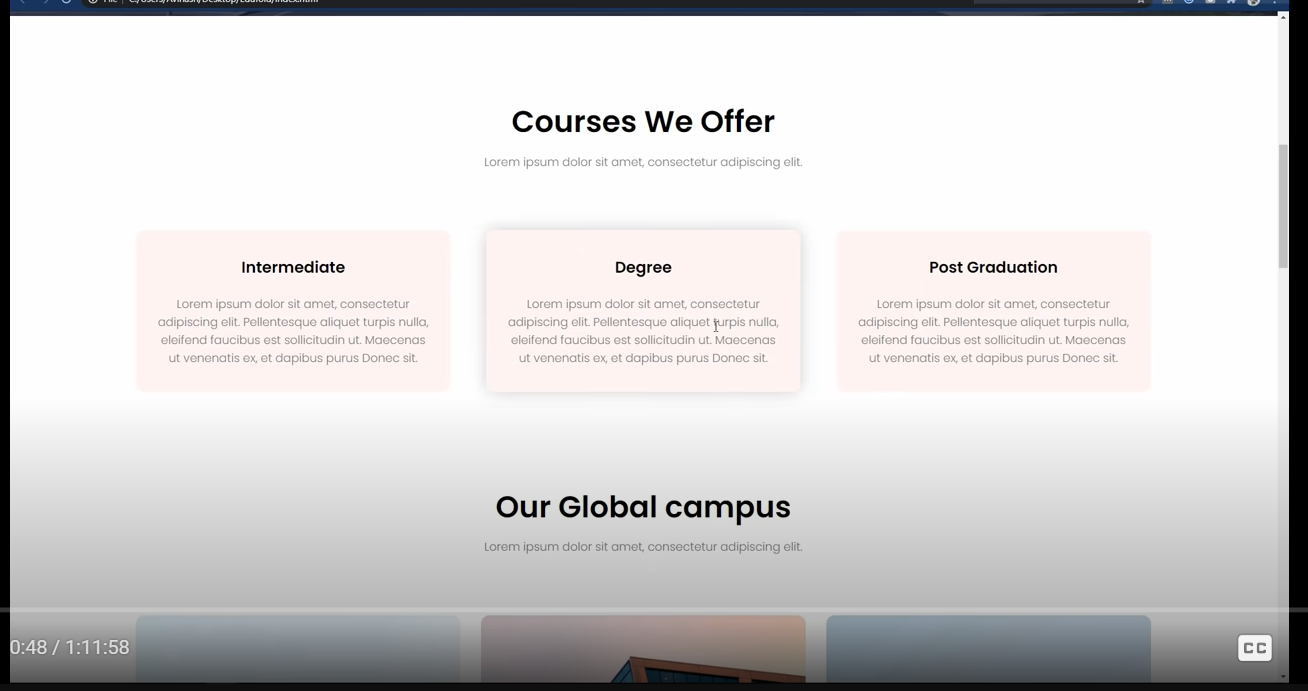 Courses We Offer
Lorem ipsum dolor sit amet, consectetur adipiscing elit.
Intermediate
Lorem ipsum dolor sit amet, consectetur
adipiscing elit. Pellentesque aliquet turpis nulla,
eleifend faucibus est sollicitudin ut. Maecenas
ut venenatis ex, et dapibus purus Donec sit.
Degree
Lorem ipsum dolor sit amet, consectetur
adipiscing elit. Pellentesque aliquet turpis nulla,
eleifend faucibus est sollicitudin ut. Maecenas
ut venenatis ex, et dapibus purus Donec sit.
Post Graduation
Lorem ipsum dolor sit amet, consectetur
adipiscing elit. Pellentesque aliquet turpis nulla,
eleifend faucibus est sollicitudin ut. Maecenas
ut venenatis ex, et dapibus purus Donec sit.
Our Global campus
Lorem ipsum dolor sit amet, consectetur adipiscing elit.
0:48 / 1:11:58
CC